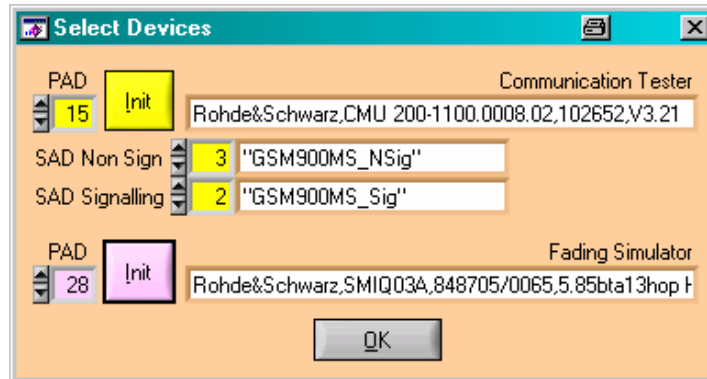 Select Devices
PAD
Communication Tester
15 Init Rohde&Schwarz,CMU 200-1100.0008.02,102652,V3.21
SAD Non Sign 3 "GSM900MS_NSig"
SAD Signalling 2 "GSM900MS_Sig"
PAD
Fading Simulator
28 Init Rohde&Schwarz,SMIQ03A,848705/0065,5.85bta13hop H
OK